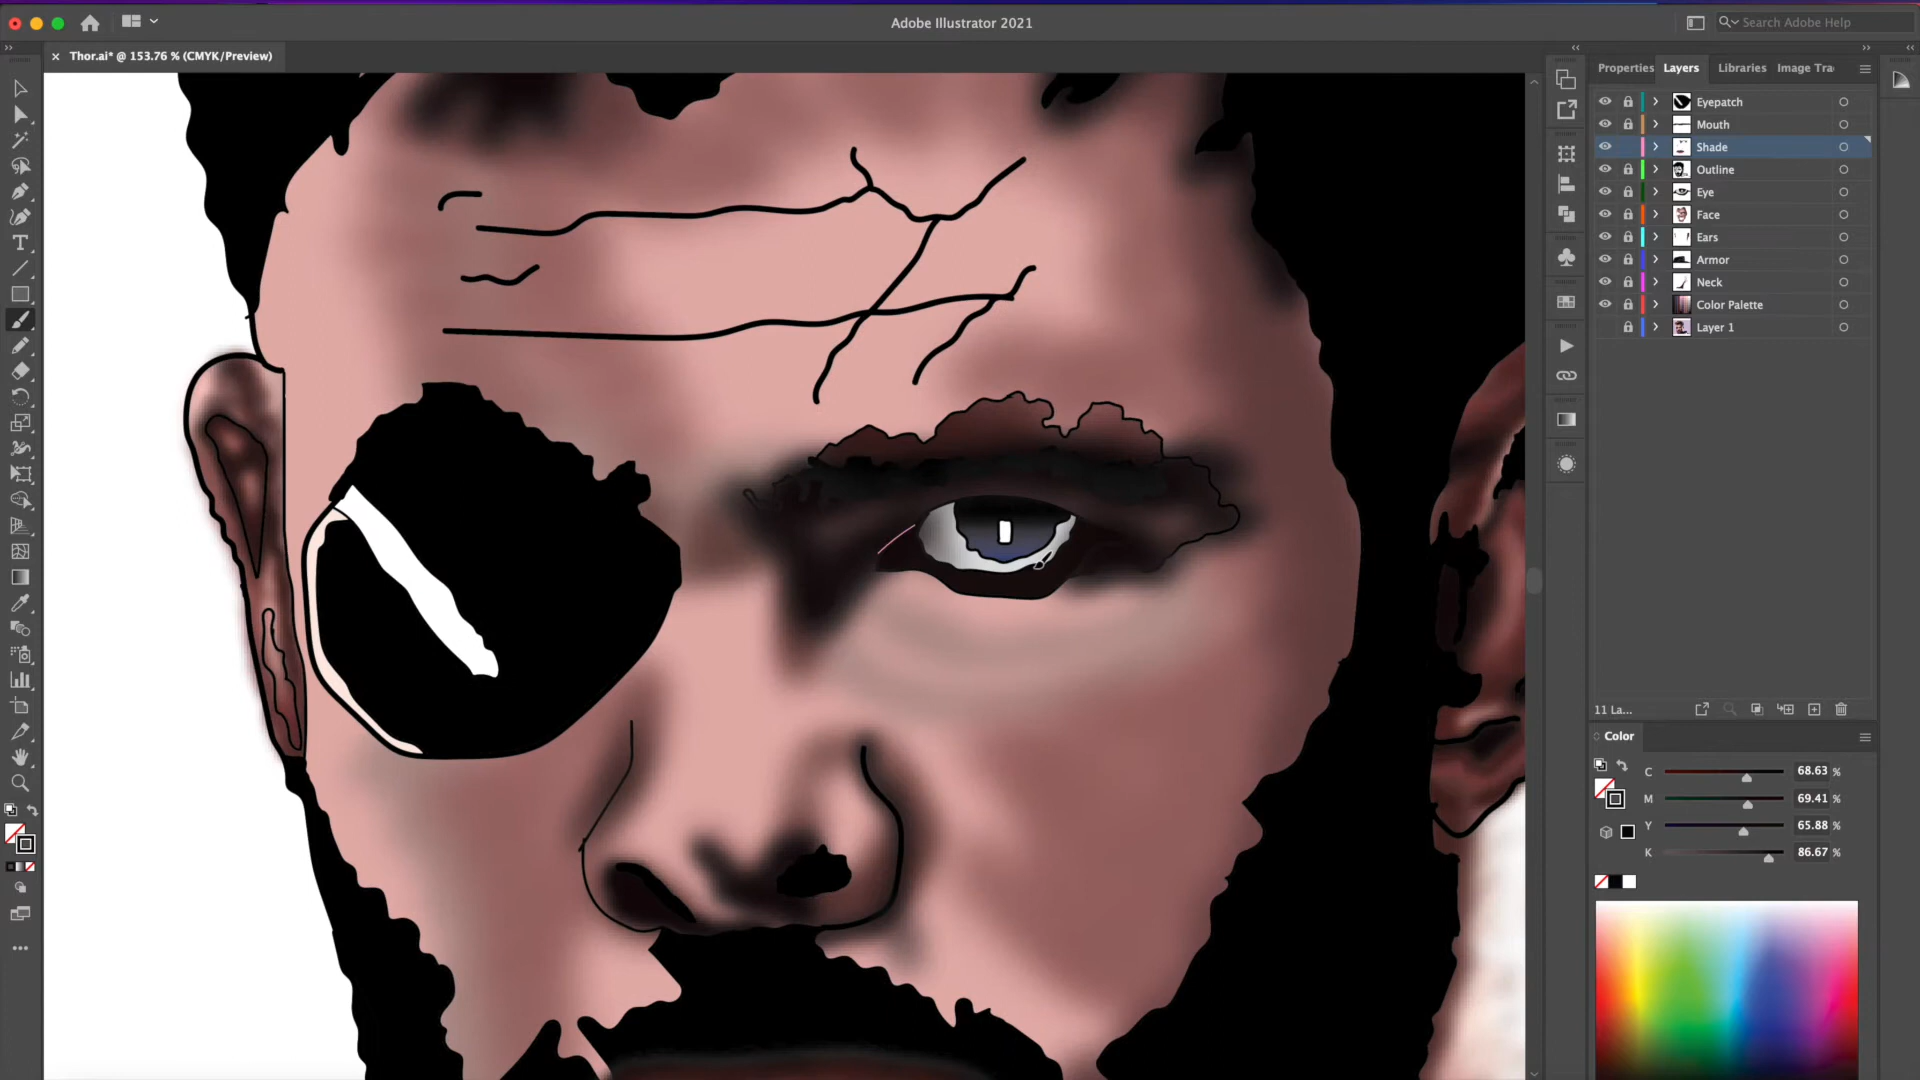 Adobe Illustrator 2021
Search Adobe Help
Thor.ai* @ 153.76 % (CMYK/Preview)
Properties Layers Libraries Image Tra
Eyepatch
Mouth
Shade
Outline
Eye
Face
Ears
Armor
Neck
Color Palette
Layer 1
11 La...
Color
C 68.63 %
M 69.41 %
Y 65.88 %
K 86.67 %